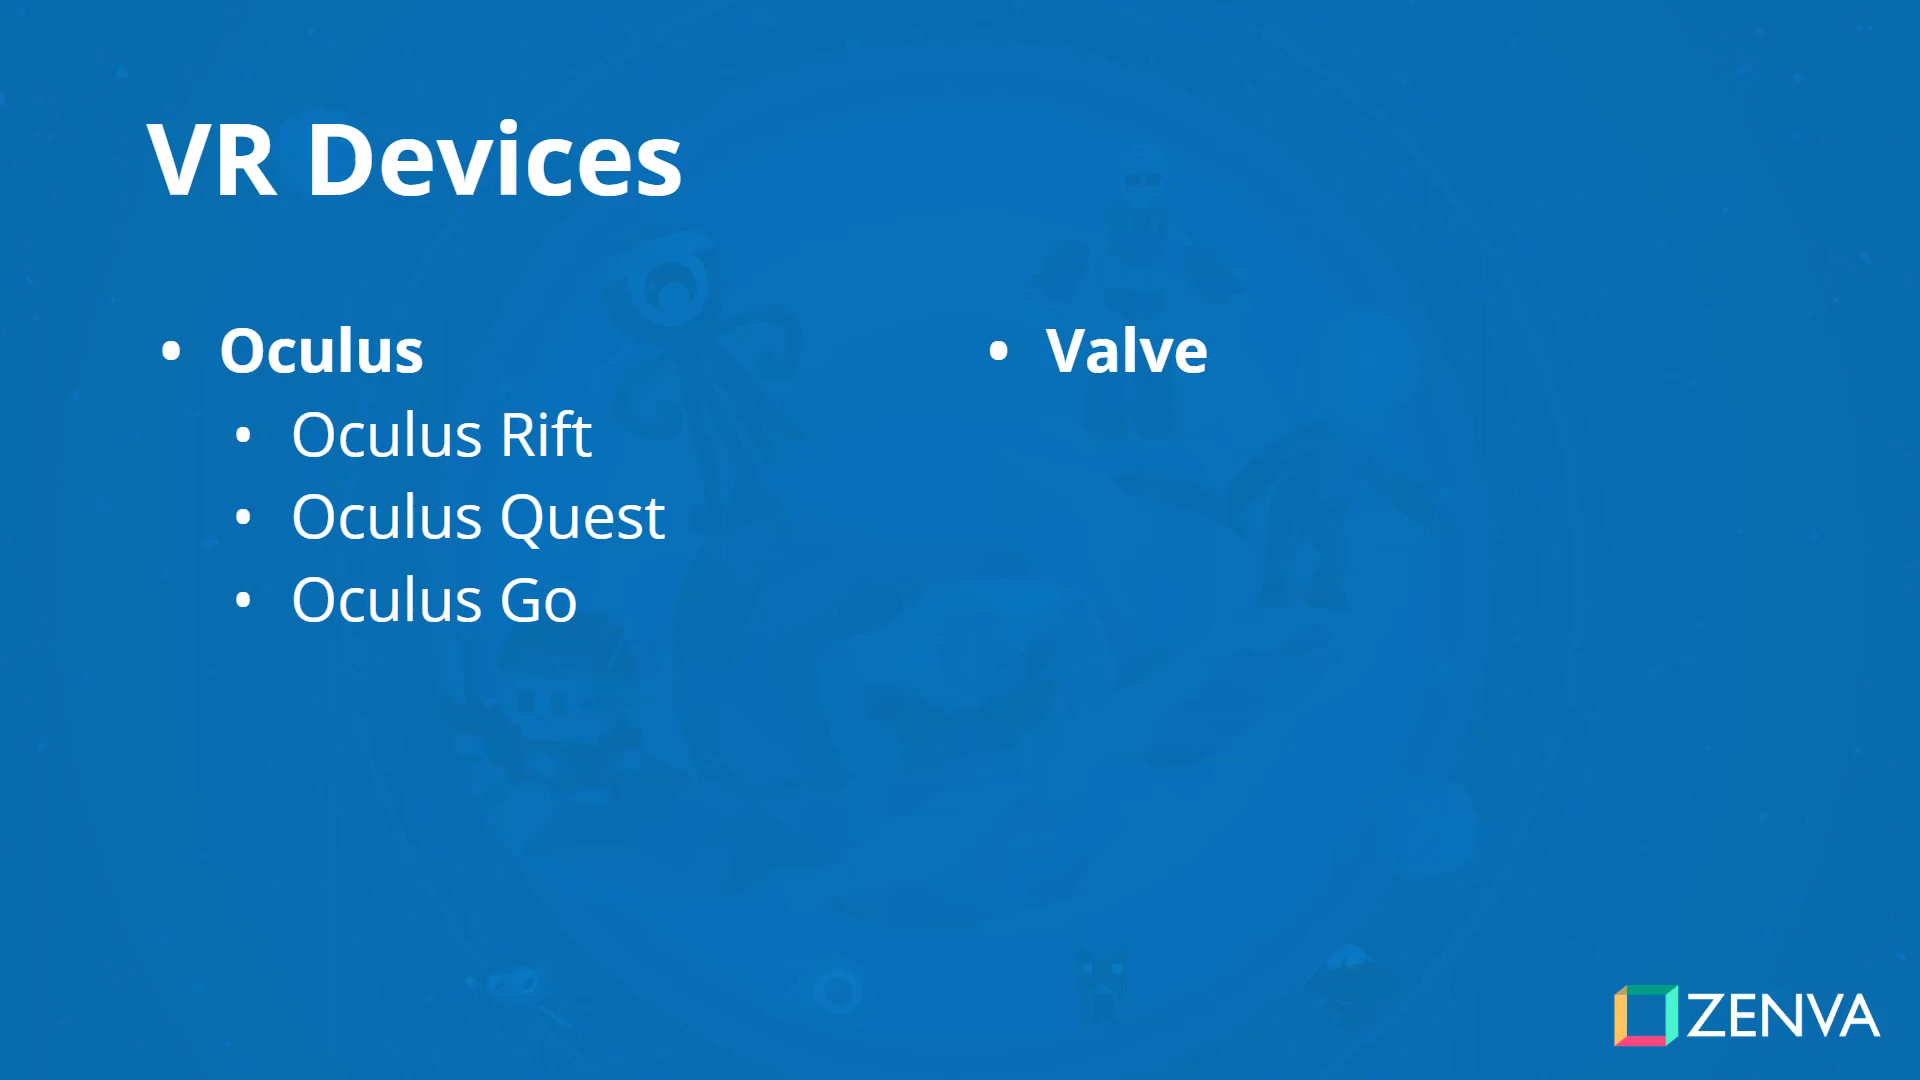 VR Devices
• Oculus
• Oculus Rift
• Oculus Quest
• Oculus Go
• Valve
ZENVA